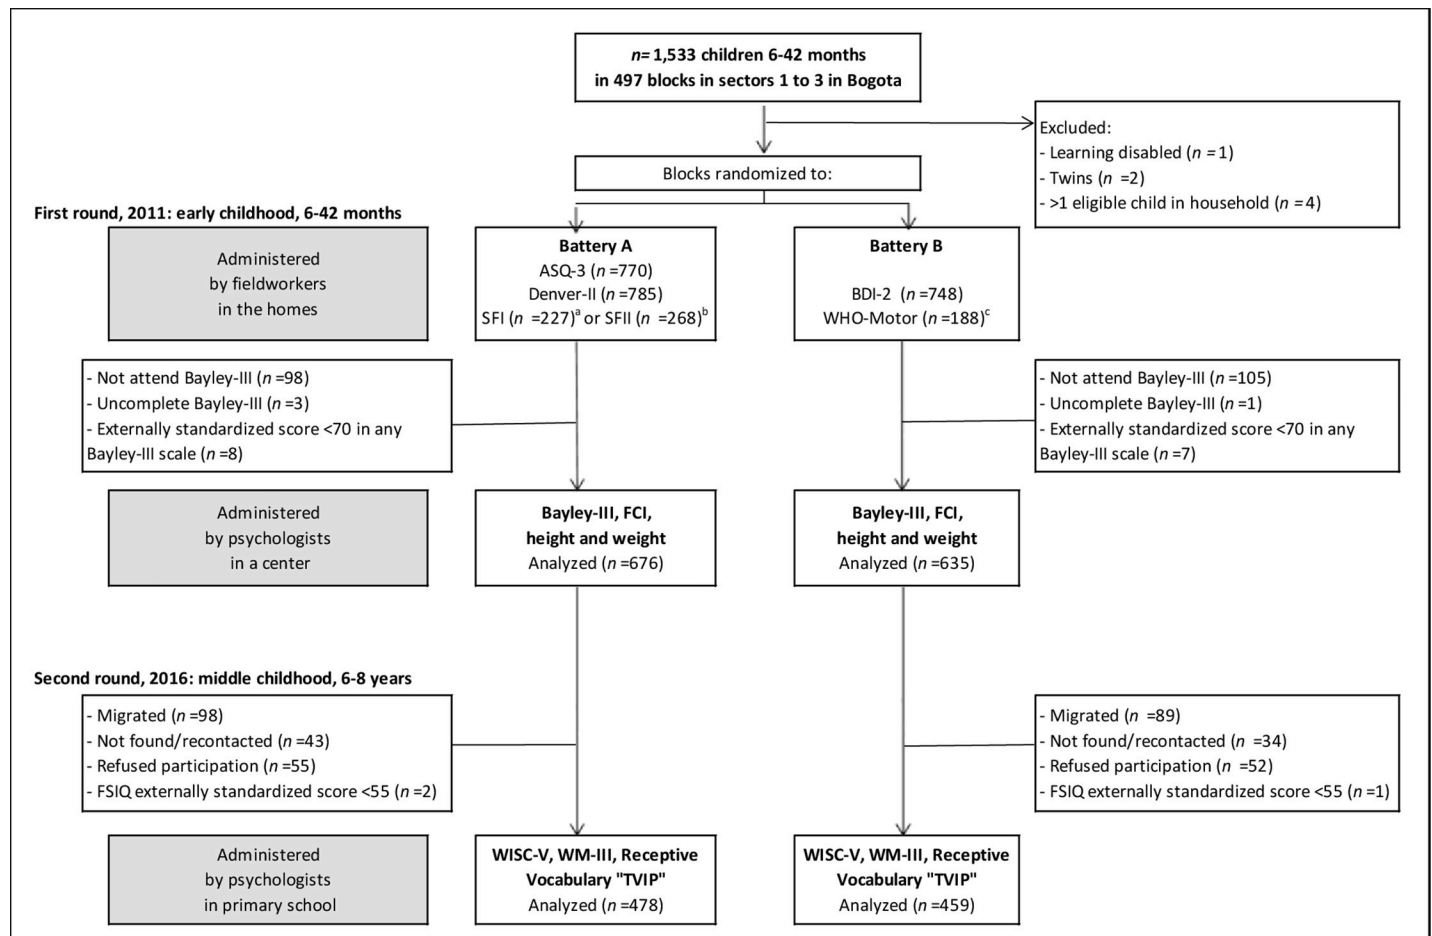 n= 1,533 children 6-42 months
in 497 blocks in sectors 1 to 3 in Bogota
Excluded:
- Learning disabled (n =1)
- Twins (n =2)
- >1 eligible child in household (n =4)
Blocks randomized to:
First round, 2011: early childhood, 6-42 months
Administered
by fieldworkers
in the homes
Battery A
ASQ-3 (n =770)
Denver-II (n =785)
SFI (n =227)a or SFII (n =268)b
Battery B
BDI-2 (n =748)
WHO-Motor (n =188)c
- Not attend Bayley-III (n =98)
- Uncomplete Bayley-III (n =3)
- Externally standardized score <70 in any
Bayley-III scale (n =8)
- Not attend Bayley-III (n =105)
- Uncomplete Bayley-III (n =1)
- Externally standardized score <70 in any
Bayley-III scale (n =7)
Administered
by psychologists
in a center
Bayley-III, FCI,
height and weight
Analyzed (n =676)
Bayley-III, FCI,
height and weight
Analyzed (n =635)
Second round, 2016: middle childhood, 6-8 years
- Migrated (n =98)
- Not found/recontacted (n =43)
- Refused participation (n =55)
- FSIQ externally standardized score <55 (n =2)
- Migrated (n =89)
- Not found/recontacted (n =34)
- Refused participation (n =52)
- FSIQ externally standardized score <55 (n =1)
Administered
by psychologists
in primary school
WISC-V, WM-III, Receptive
Vocabulary "TVIP"
Analyzed (n =478)
WISC-V, WM-III, Receptive
Vocabulary "TVIP"
Analyzed (n =459)